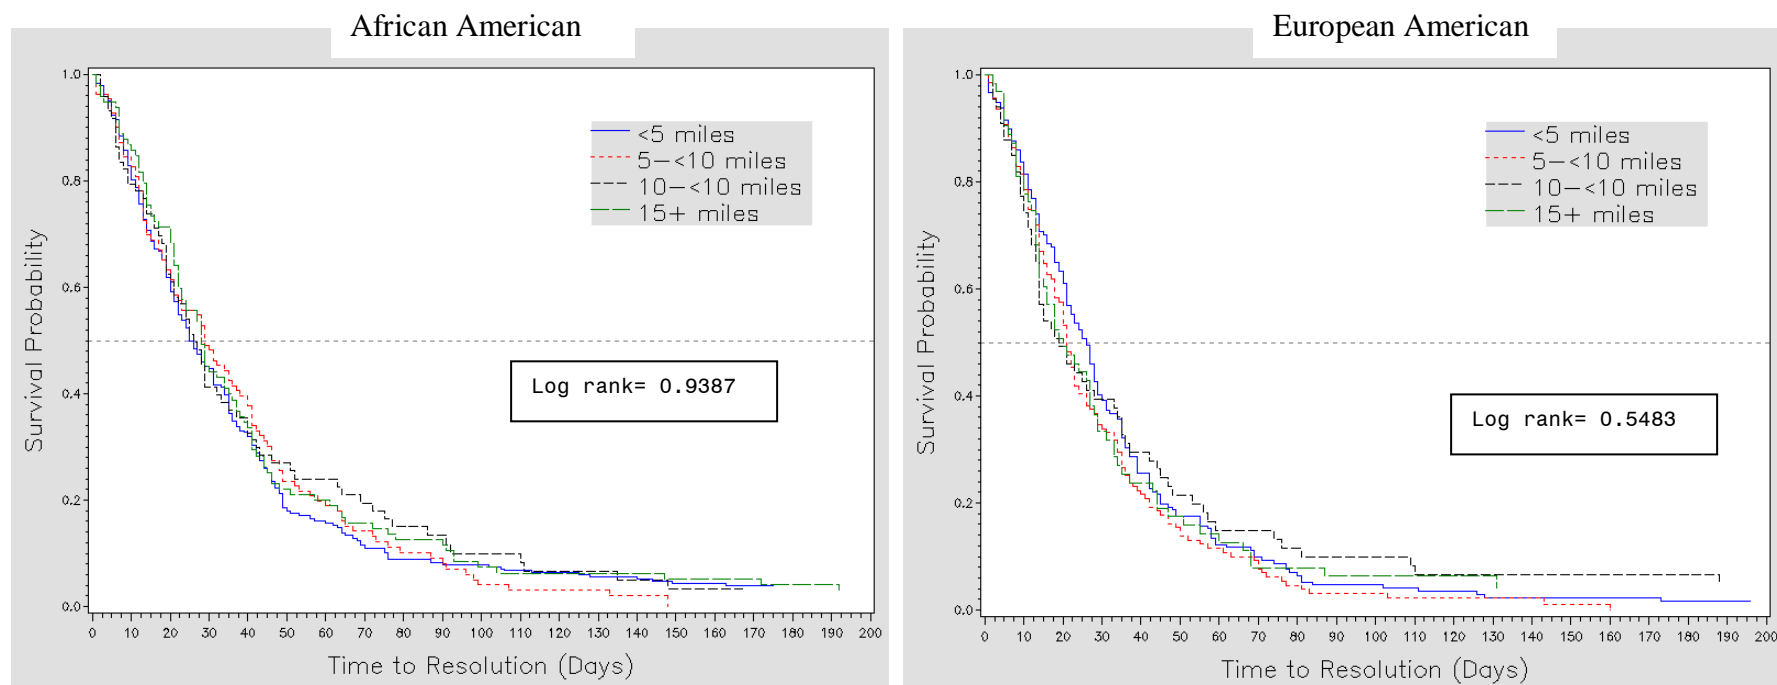 African American
1.0
0.8
0.6
0.4
0.2
0.0
Survival Probability
<5 miles
5-<10 miles
10-<10 miles
15+ miles
Log rank= 0.9387
0 10 20 30 40 50 60 70 80 90 100 110 120 130 140 150 160 170 180 190 200
Time to Resolution (Days)
European American
1.0
0.8
0.6
0.4
0.2
0.0
Survival Probability
<5 miles
5-<10 miles
10-<10 miles
15+ miles
Log rank= 0.5483
0 10 20 30 40 50 60 70 80 90 100 110 120 130 140 150 160 170 180 190 200
Time to Resolution (Days)